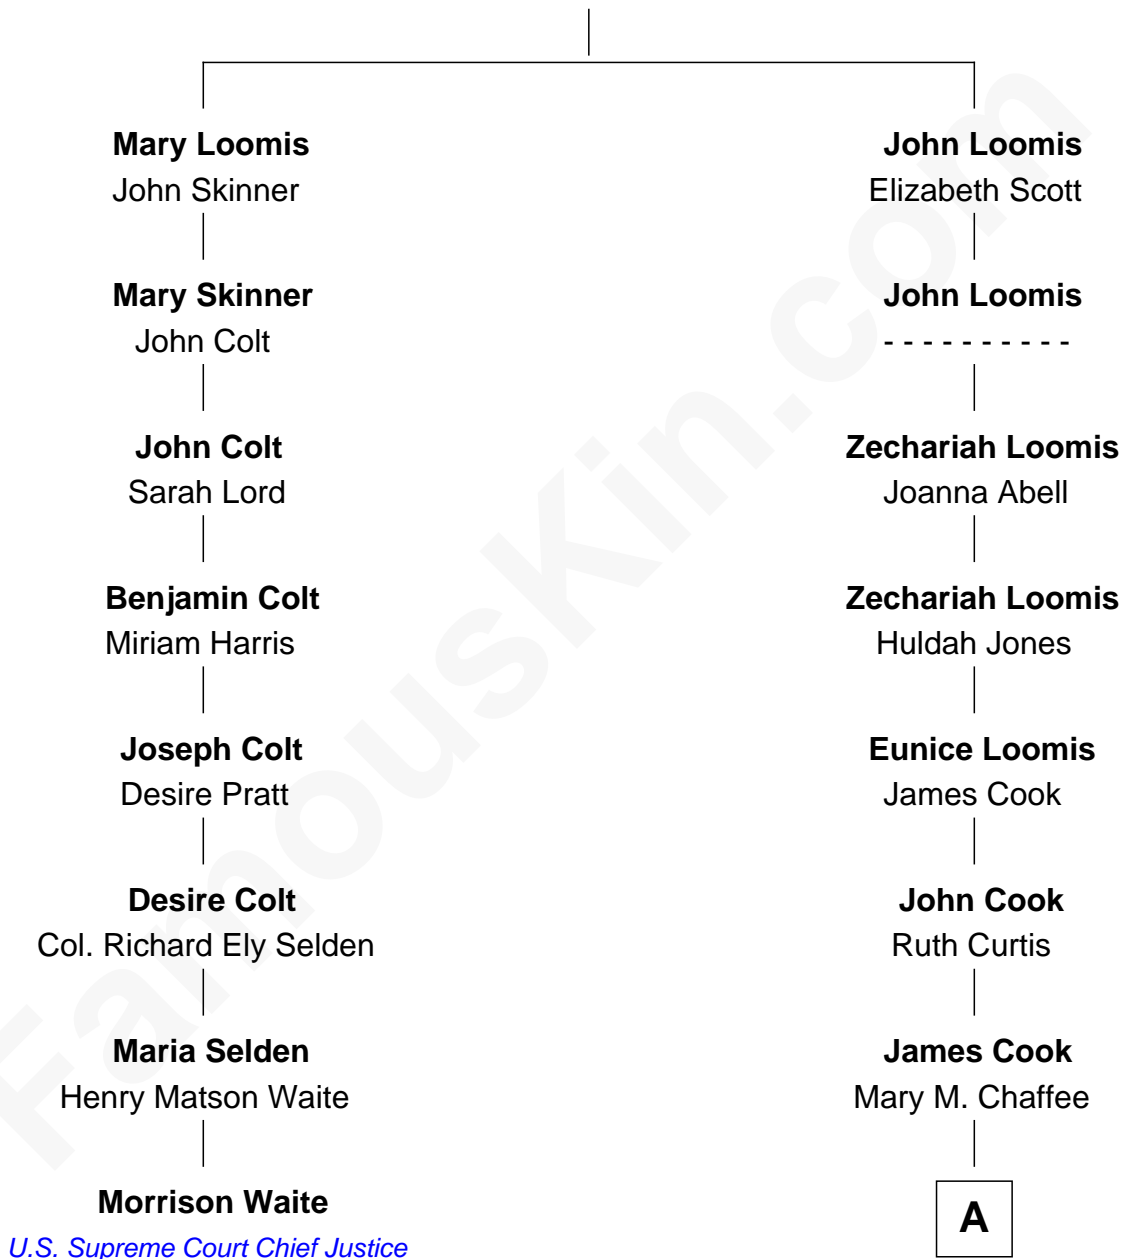 Mary Loomis
John Skinner
Mary Skinner
John Colt
John Colt
Sarah Lord
Benjamin Colt
Miriam Harris
Joseph Colt
Desire Pratt
Desire Colt
Col. Richard Ely Selden
Maria Selden
Henry Matson Waite
Morrison Waite
U.S. Supreme Court Chief Justice
John Loomis
Elizabeth Scott
John Loomis
- - - - - - - - - -
Zechariah Loomis
Joanna Abell
Zechariah Loomis
Huldah Jones
Eunice Loomis
James Cook
John Cook
Ruth Curtis
James Cook
Mary M. Chaffee
A
FamousKin.com